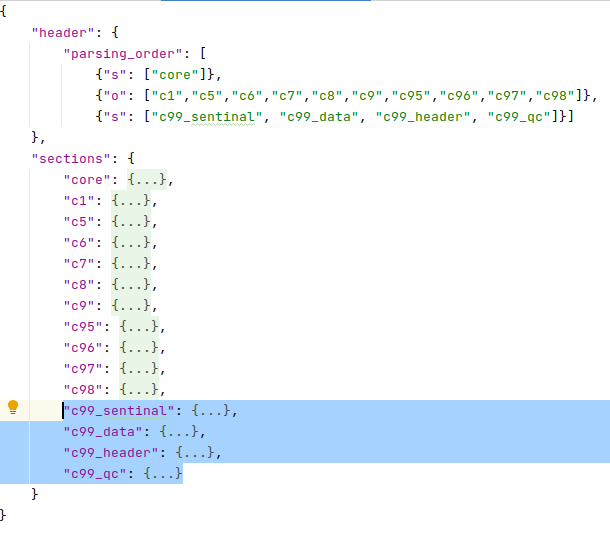 {
    "header": {
        "parsing_order": [
            {"s": ["core"]},
            {"o": ["c1","c5","c6","c7","c8","c9","c95","c96","c97","c98"]},
            {"s": ["c99_sentinal", "c99_data", "c99_header", "c99_qc"]}]
    },
    "sections": {
        "core": {...},
        "c1": {...},
        "c5": {...},
        "c6": {...},
        "c7": {...},
        "c8": {...},
        "c9": {...},
        "c95": {...},
        "c96": {...},
        "c97": {...},
        "c98": {...},
        "c99_sentinal": {...},
        "c99_data": {...},
        "c99_header": {...},
        "c99_qc": {...}
    }
}